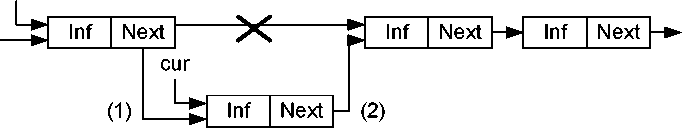 Inf Next Inf Next Inf Next
cur
(1) Inf Next (2)